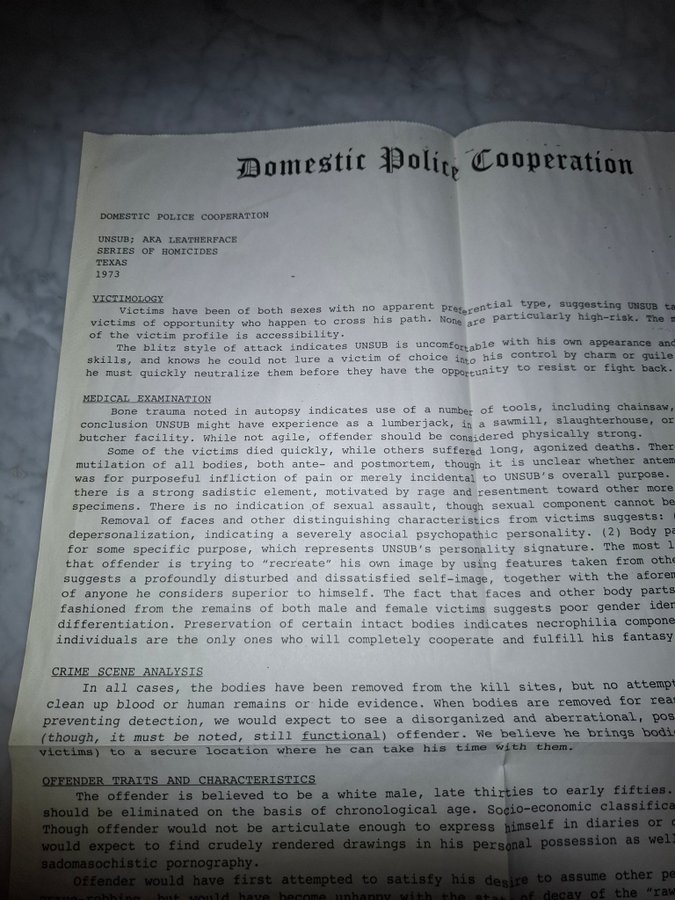 Domestic Police Cooperation
DOMESTIC POLICE COOPERATION
UNSUB; AKA LEATHERFACE
SERIES OF HOMICIDES
TEXAS
1973
VICTIMOLOGY
Victims have been of both sexes with no apparent preferential type, suggesting UNSUB ta
victims of opportunity who happen to cross his path. None are particularly high-risk. The
of the victim profile is accessibility.
The blitz style of attack indicates UNSUB is uncomfortable with his own appearance and
skills, and knows he could not lure a victim of choice into his control by charm or guile
he must quickly neutralize them before they have the opportunity to resist or fight back.
MEDICAL EXAMINATION
Bone trauma noted in autopsy indicates use of a number of tools, including chainsaw,
conclusion UNSUB might have experience as a lumberjack, in a sawmill, slaughterhouse, or
butcher facility. While not agile, offender should be considered physically strong.
Some of the victims died quickly, while others suffered long, agonized deaths. Ther
mutilation of all bodies, both ante- and postmortem, though it is unclear whether antem
was for purposeful infliction of pain or merely incidental to UNSUB's overall purpose.
there is a strong sadistic element, motivated by rage and resentment toward other more
specimens. There is no indication of sexual assault, though sexual component cannot be
Removal of faces and other distinguishing characteristics from victims suggests: (
depersonalization, indicating a severely asocial psychopathic personality. (2) Body pa
for some specific purpose, which represents UNSUB's personality signature. The most l
that offender is trying to "recreate" his own image by using features taken from othe
suggests a profoundly disturbed and dissatisfied self-image, together with the aforem
of anyone he considers superior to himself. The fact that faces and other body parts
fashioned from the remains of both male and female victims suggests poor gender iden
differentiation. Preservation of certain intact bodies indicates necrophilia compone
individuals are the only ones who will completely cooperate and fulfill his fantasy
CRIME SCENE ANALYSIS
In all cases, the bodies have been removed from the kill sites, but no attempt
clean up blood or human remains or hide evidence. When bodies are removed for rea
preventing detection, we would expect to see a disorganized and aberrational, pos
(though, it must be noted, still functional) offender. We believe he brings bodi
victims) to a secure location where he can take his time with them.
OFFENDER TRAITS AND CHARACTERISTICS
The offender is believed to be a white male, late thirties to early fifties.
should be eliminated on the basis of chronological age. Socio-economic classifica
Though offender would not be articulate enough to express himself in diaries or
would expect to find crudely rendered drawings in his personal possession as well
sadomasochistic pornography.
Offender would have first attempted to satisfy his desire to assume other pe
grave robbing, but would have become unhappy with the state of decay of the "raw